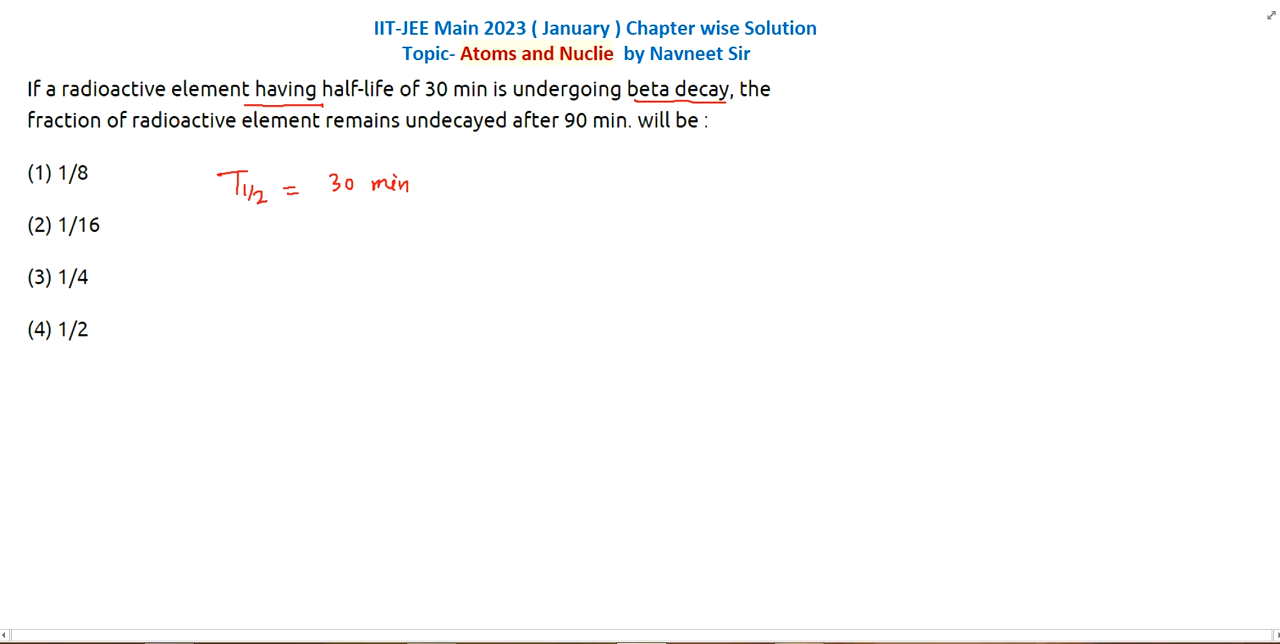 IIT-JEE Main 2023 ( January ) Chapter wise Solution
Topic- Atoms and Nuclie by Navneet Sir
If a radioactive element having half-life of 30 min is undergoing beta decay, the
fraction of radioactive element remains undecayed after 90 min. will be :
(1) 1/8
T1/2 = 30 min
(2) 1/16
(3) 1/4
(4) 1/2